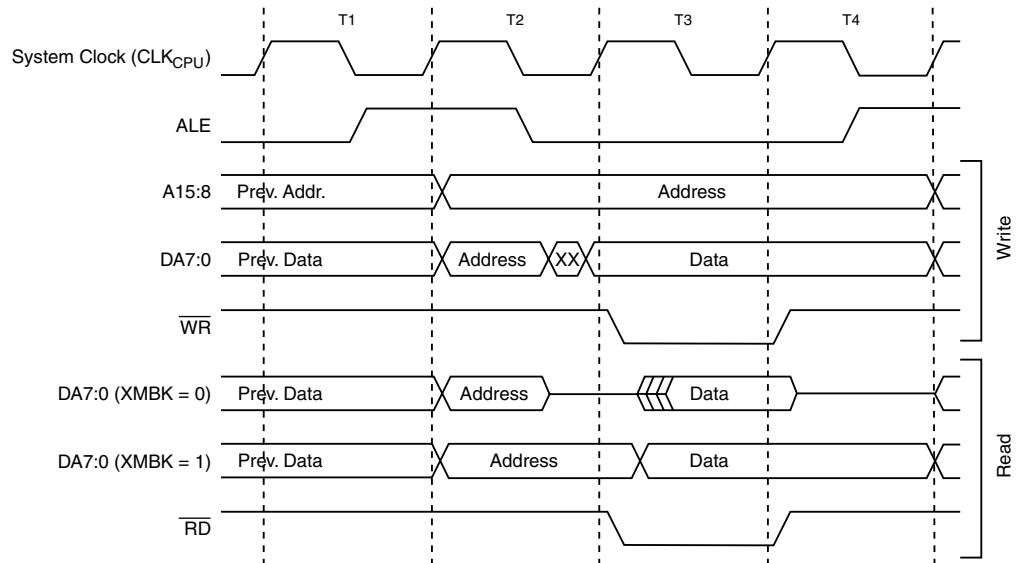 T1 T2 T3 T4
System Clock (CLKCPU)
ALE
A15:8 Prev. Addr. Address
DA7:0 Prev. Data Address XX Data
WR
Write
DA7:0 (XMBK = 0) Prev. Data Address Data
DA7:0 (XMBK = 1) Prev. Data Address Data
RD
Read